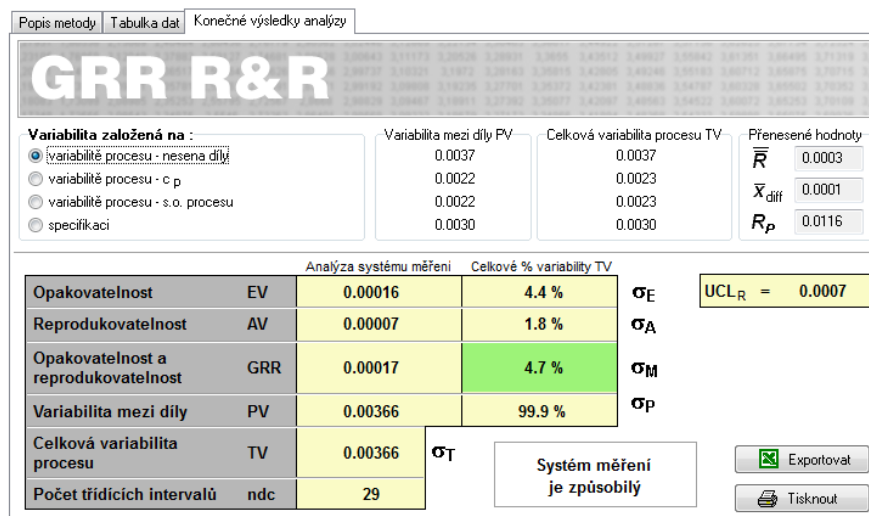 Popis metody Tabulka dat Konečné výsledky analýzy
GRR R&R
Variabilita založená na : Variabilita mezi díly PV Celková variabilita procesu TV Přenesené hodnoty
variabilitě procesu - nesena díly 0.0037 0.0037 R 0.0003
variabilitě procesu - c p 0.0022 0.0023 x diff 0.0001
variabilitě procesu - s.o. procesu 0.0022 0.0023
specifikaci 0.0030 0.0030 RP 0.0116
Analýza systému měření Celkové % variability TV
Opakovatelnost EV 0.00016 4.4 % σE UCLR = 0.0007
Reprodukovatelnost AV 0.00007 1.8 % σA
Opakovatelnost a
reprodukovatelnost GRR 0.00017 4.7 % σM
Variabilita mezi díly PV 0.00366 99.9 % σP
Celková variabilita
procesu TV 0.00366 σT
Systém měření
je způsobilý
Exportovat
Počet třídících intervalů ndc 29
Tisknout